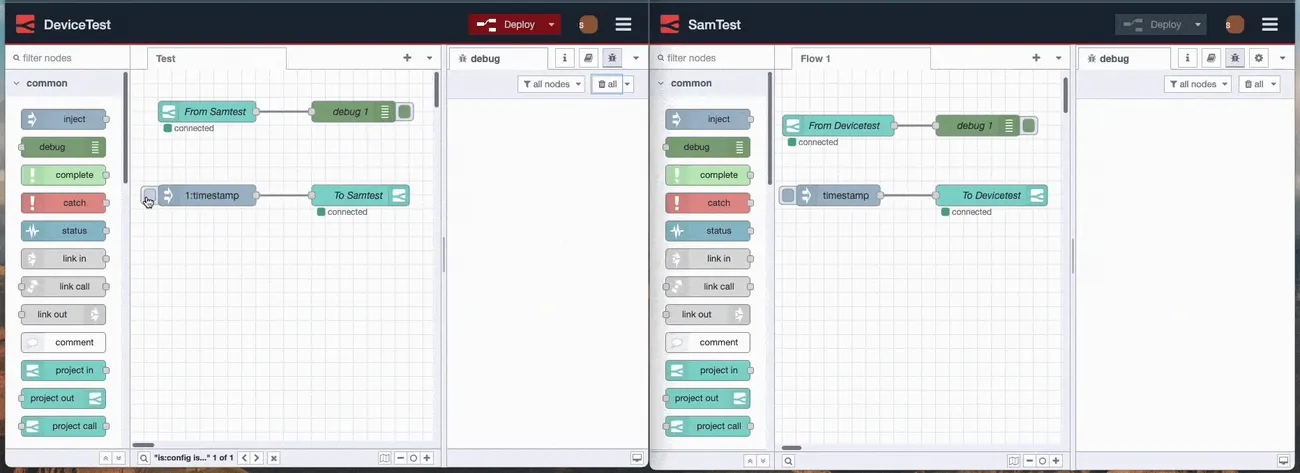 DeviceTest
Deploy
s
filter nodes
Test
debug
i
common
all nodes
all
inject
debug
complete
catch
status
link in
link call
link out
comment
project in
project out
project call
From Samtest
debug 1
connected
1:timestamp
To Samtest
connected
"is:config is..." 1 of 1
SamTest
Deploy
s
filter nodes
Flow 1
debug
i
common
all nodes
all
inject
debug
complete
catch
status
link in
link call
link out
comment
project in
project out
project call
From Devicetest
debug 1
connected
timestamp
To Devicetest
connected